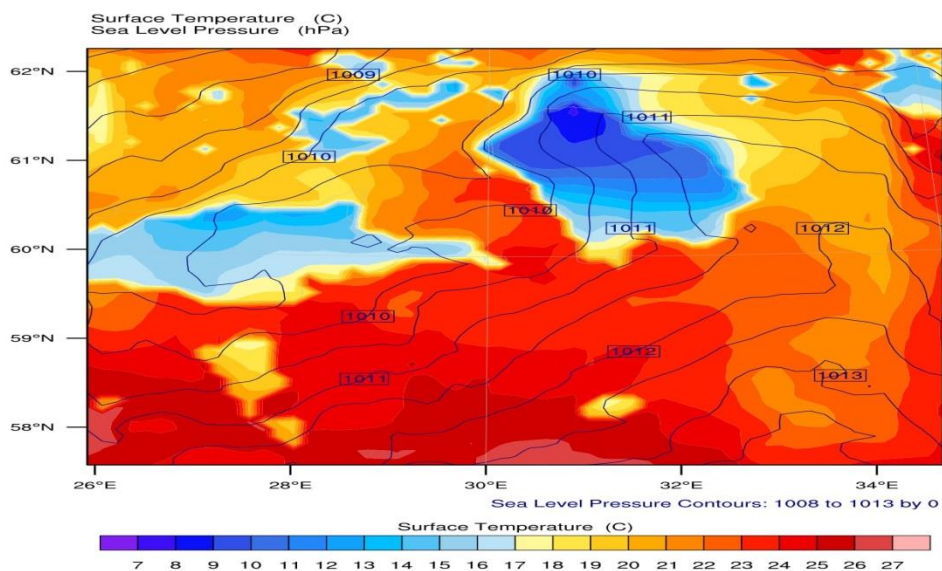 Surface Temperature (C)
Sea Level Pressure (hPa)
62°N
61°N
60°N
59°N
58°N
1009
1010
1011
1010
1010
1011
1012
1010
1012
1011
1013
26°E 28°E 30°E 32°E 34°E
Sea Level Pressure Contours: 1008 to 1013 by 0
Surface Temperature (C)
7 8 9 10 11 12 13 14 15 16 17 18 19 20 21 22 23 24 25 26 27